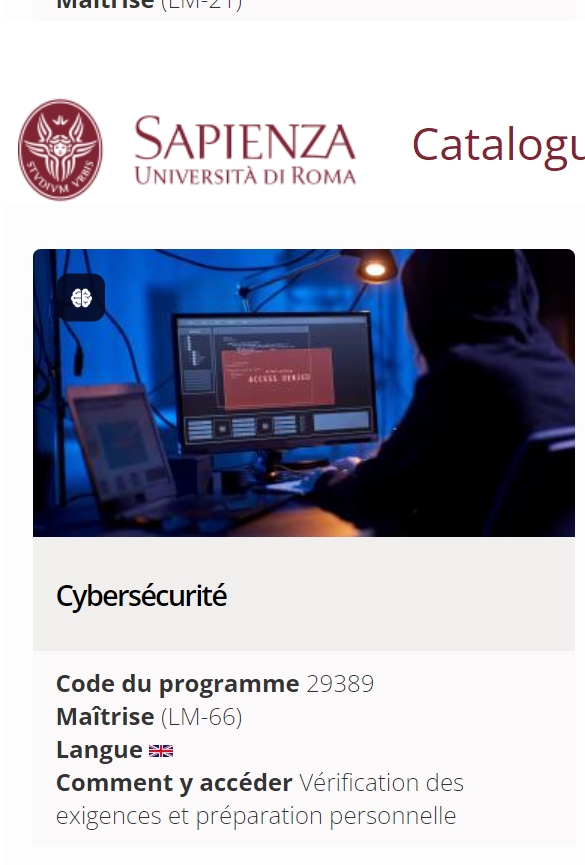 Maîtrise (LM-21)
STVDIVM VRBIS
SAPIENZA
UNIVERSITÀ DI ROMA
Catalogu
ACCESS DENIED
Cybersécurité
Code du programme 29389
Maîtrise (LM-66)
Langue
Comment y accéder Vérification des
exigences et préparation personnelle